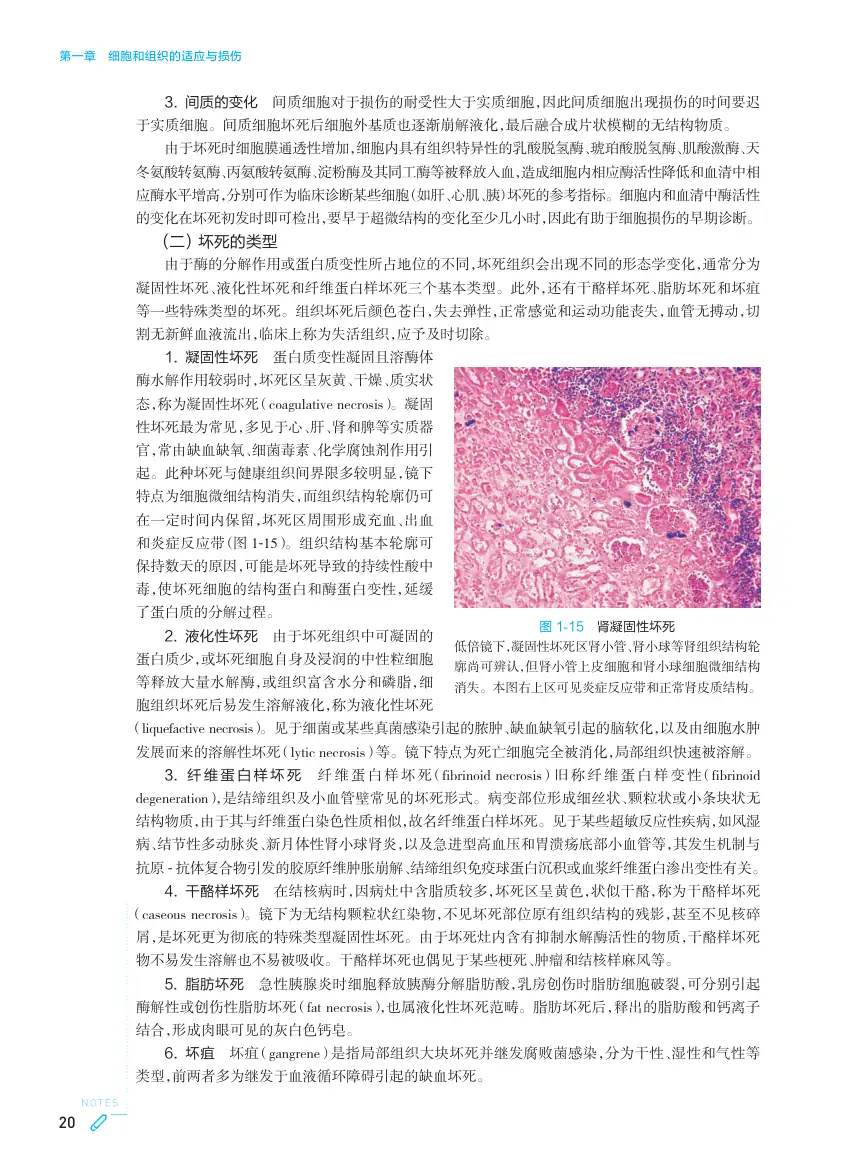 第一章　细胞和组织的适应与损伤
3. 间质的变化　间质细胞对于损伤的耐受性大于实质细胞,因此间质细胞出现损伤的时间要迟
于实质细胞。间质细胞坏死后细胞外基质也逐渐崩解液化,最后融合成片状模糊的无结构物质。
由于坏死时细胞膜通透性增加,细胞内具有组织特异性的乳酸脱氢酶、琥珀酸脱氢酶、肌酸激酶、天
冬氨酸转氨酶、丙氨酸转氨酶、淀粉酶及其同工酶等被释放入血,造成细胞内相应酶活性降低和血清中相
应酶水平增高,分别可作为临床诊断某些细胞(如肝、心肌、胰)坏死的参考指标。细胞内和血清中酶活性
的变化在坏死初发时即可检出,要早于超微结构的变化至少几小时,因此有助于细胞损伤的早期诊断。
(二) 坏死的类型
由于酶的分解作用或蛋白质变性所占地位的不同,坏死组织会出现不同的形态学变化,通常分为
凝固性坏死、液化性坏死和纤维蛋白样坏死三个基本类型。此外,还有干酪样坏死、脂肪坏死和坏疽
等一些特殊类型的坏死。组织坏死后颜色苍白,失去弹性,正常感觉和运动功能丧失,血管无搏动,切
割无新鲜血液流出,临床上称为失活组织,应予及时切除。
1. 凝固性坏死　蛋白质变性凝固且溶酶体
酶水解作用较弱时,坏死区呈灰黄、干燥、质实状
态,称为凝固性坏死(coagulative necrosis)。凝固
性坏死最为常见,多见于心、肝、肾和脾等实质器
官,常由缺血缺氧、细菌毒素、化学腐蚀剂作用引
起。此种坏死与健康组织间界限多较明显,镜下
特点为细胞微细结构消失,而组织结构轮廓仍可
在一定时间内保留,坏死区周围形成充血、出血
和炎症反应带(图 1-15)。组织结构基本轮廓可
保持数天的原因,可能是坏死导致的持续性酸中
毒,使坏死细胞的结构蛋白和酶蛋白变性,延缓
了蛋白质的分解过程。
图 1-15　肾凝固性坏死
低倍镜下,凝固性坏死区肾小管、肾小球等肾组织结构轮
廓尚可辨认,但肾小管上皮细胞和肾小球细胞微细结构
消失。本图右上区可见炎症反应带和正常肾皮质结构。
2. 液化性坏死　由于坏死组织中可凝固的
蛋白质少,或坏死细胞自身及浸润的中性粒细胞
等释放大量水解酶,或组织富含水分和磷脂,细
胞组织坏死后易发生溶解液化,称为液化性坏死
(liquefactive necrosis)。见于细菌或某些真菌感染引起的脓肿、缺血缺氧引起的脑软化,以及由细胞水肿
发展而来的溶解性坏死(lytic necrosis)等。镜下特点为死亡细胞完全被消化,局部组织快速被溶解。
3. 纤维蛋白样坏死　纤维蛋白样坏死(fibrinoid necrosis)旧称纤维蛋白样变性(fibrinoid
degeneration),是结缔组织及小血管壁常见的坏死形式。病变部位形成细丝状、颗粒状或小条块状无
结构物质,由于其与纤维蛋白染色性质相似,故名纤维蛋白样坏死。见于某些超敏反应性疾病,如风湿
病、结节性多动脉炎、新月体性肾小球肾炎,以及急进型高血压和胃溃疡底部小血管等,其发生机制与
抗原 - 抗体复合物引发的胶原纤维肿胀崩解、结缔组织免疫球蛋白沉积或血浆纤维蛋白渗出变性有关。
4. 干酪样坏死　在结核病时,因病灶中含脂质较多,坏死区呈黄色,状似干酪,称为干酪样坏死
(caseous necrosis)。镜下为无结构颗粒状红染物,不见坏死部位原有组织结构的残影,甚至不见核碎
屑,是坏死更为彻底的特殊类型凝固性坏死。由于坏死灶内含有抑制水解酶活性的物质,干酪样坏死
物不易发生溶解也不易被吸收。干酪样坏死也偶见于某些梗死、肿瘤和结核样麻风等。
5. 脂肪坏死　急性胰腺炎时细胞释放胰酶分解脂肪酸,乳房创伤时脂肪细胞破裂,可分别引起
酶解性或创伤性脂肪坏死(fat necrosis),也属液化性坏死范畴。脂肪坏死后,释出的脂肪酸和钙离子
结合,形成肉眼可见的灰白色钙皂。
6. 坏疽　坏疽(gangrene)是指局部组织大块坏死并继发腐败菌感染,分为干性、湿性和气性等
类型,前两者多为继发于血液循环障碍引起的缺血坏死。
NOTES
20